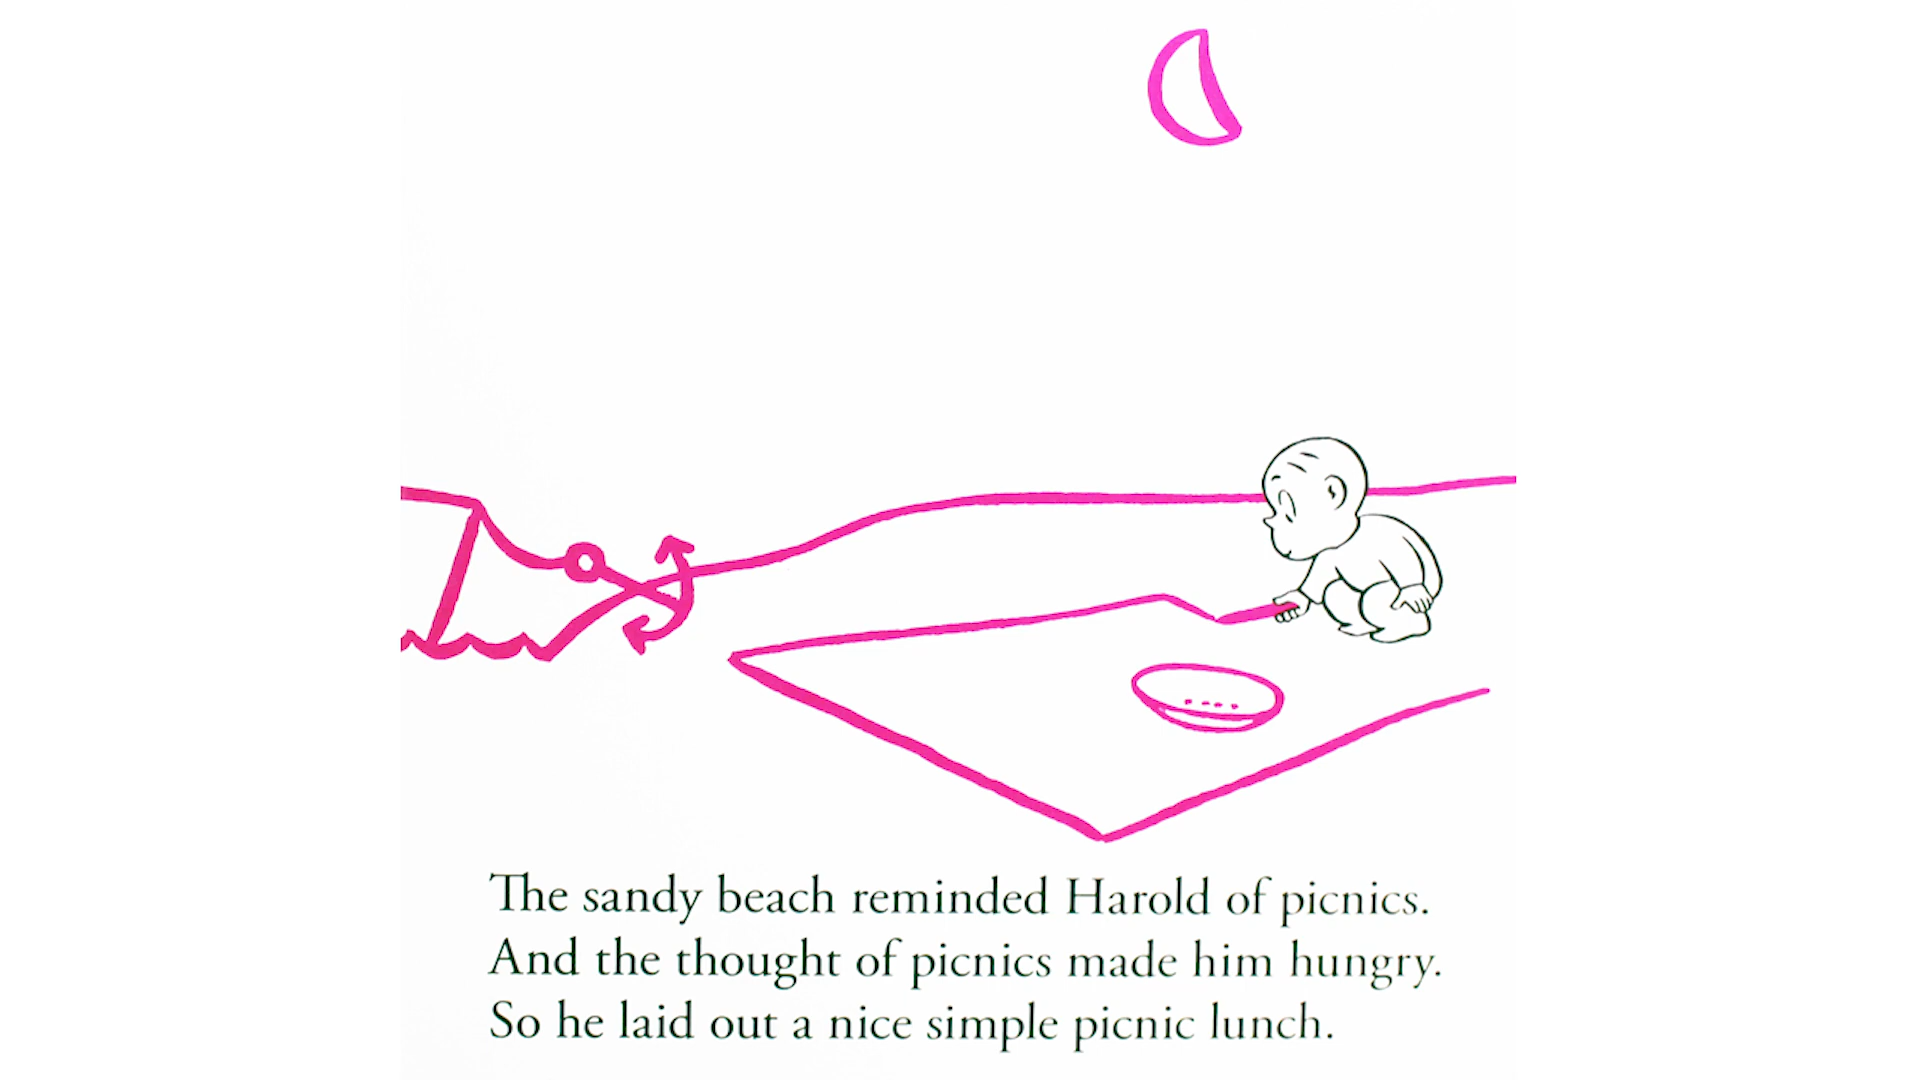 The sandy beach reminded Harold of picnics.
And the thought of picnics made him hungry.
So he laid out a nice simple picnic lunch.